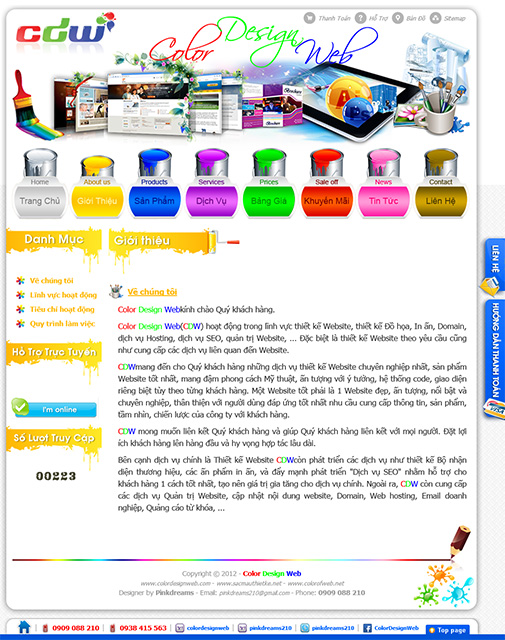 cdw
Color Design Web
Thanh Toán
Hỗ Trợ
Bản Đồ
Sitemap
Home
About us
Products
Services
Prices
Sale off
News
Contact
Trang Chủ
Giới Thiệu
Sản Phẩm
Dịch Vụ
Bảng Giá
Khuyến Mãi
Tin Tức
Liên Hệ
Danh Mục
Về chúng tôi
Lĩnh vực hoạt động
Tiêu chí hoạt động
Quy trình làm việc
Hỗ Trợ Trực Tuyến
I'm online
Số Lượt Truy Cập
00223
Giới thiệu
Về chúng tôi
Color Design Webkính chào Quý khách hàng.
Color Design Web(CDW) hoạt động trong lĩnh vực thiết kế Website, thiết kế Đồ họa, In ấn, Domain,
dịch vụ Hosting, dịch vụ SEO, quản trị Website, ... Đặc biệt là thiết kế Website theo yêu cầu cũng
như cung cấp các dịch vụ liên quan đến Website.
CDWmang đến cho Quý khách hàng những dịch vụ thiết kế Website chuyên nghiệp nhất, sản phẩm
Website tốt nhất, mang đậm phong cách Mỹ thuật, ấn tượng với ý tưởng, hệ thống code, giao diện
riêng biệt tùy theo từng khách hàng. Một Website tốt phải là 1 Website đẹp, ấn tượng, nổi bật và
chuyên nghiệp, thân thiện với người dùng đáp ứng tốt nhất nhu cầu cung cấp thông tin, sản phẩm,
tầm nhìn, chiến lược của công ty với khách hàng.
CDW mong muốn liên kết Quý khách hàng và giúp Quý khách hàng liên kết với mọi người. Đặt lợi
ích khách hàng lên hàng đầu và hy vọng hợp tác lâu dài.
Bên cạnh dịch vụ chính là Thiết kế Website CDWcòn phát triển các dịch vụ như thiết kế Bộ nhận
diện thương hiệu, các ấn phẩm in ấn, và đẩy mạnh phát triển "Dịch vụ SEO" nhằm hỗ trợ cho
khách hàng 1 cách tốt nhất, tạo nên giá trị gia tăng cho dịch vụ chính. Ngoài ra, CDW còn cung cấp
các dịch vụ Quản trị Website, cập nhật nội dung website, Domain, Web hosting, Email doanh
nghiệp, Quảng cáo từ khóa, ...
LIÊN HỆ
HƯỚNG DẪN THANH TOÁN
Copyright © 2012 - Color Design Web
www.colordesignweb.com - www.sacmauthietke.net - www.colorofweb.net
Designer by Pinkdreams - Email: pinkdreams210@gmail.com - Phone: 0909 088 210
0909 088 210
0938 415 563
colordesignweb
pinkdreams210
pinkdreams210
ColorDesignWeb
Top page